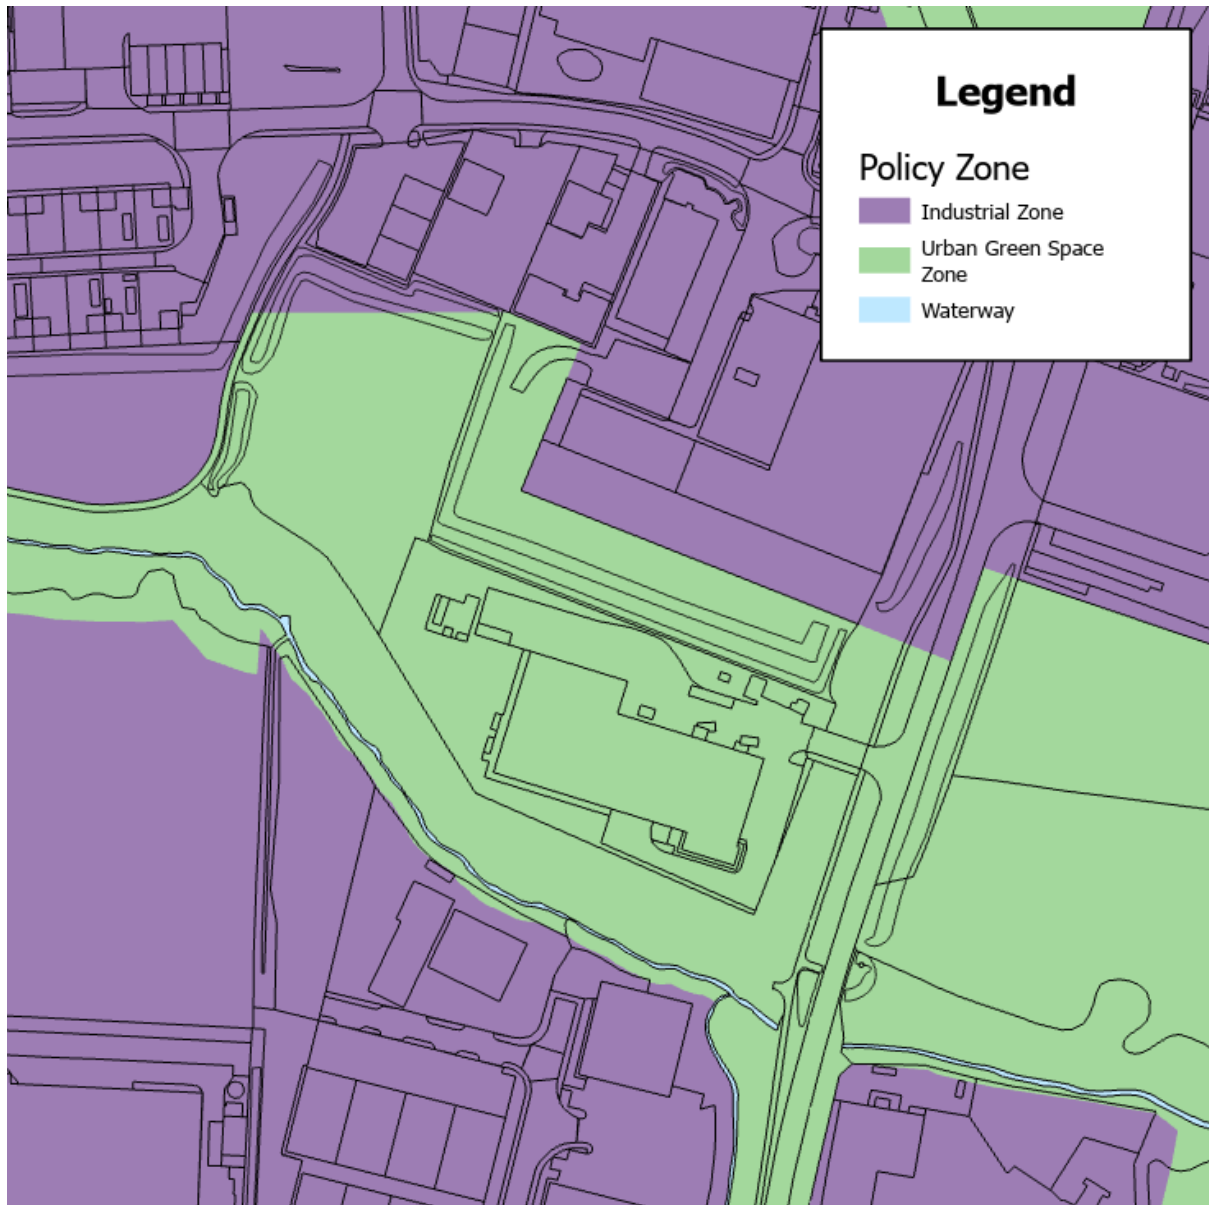 Legend
Policy Zone
Industrial Zone
Urban Green Space
Zone
Waterway